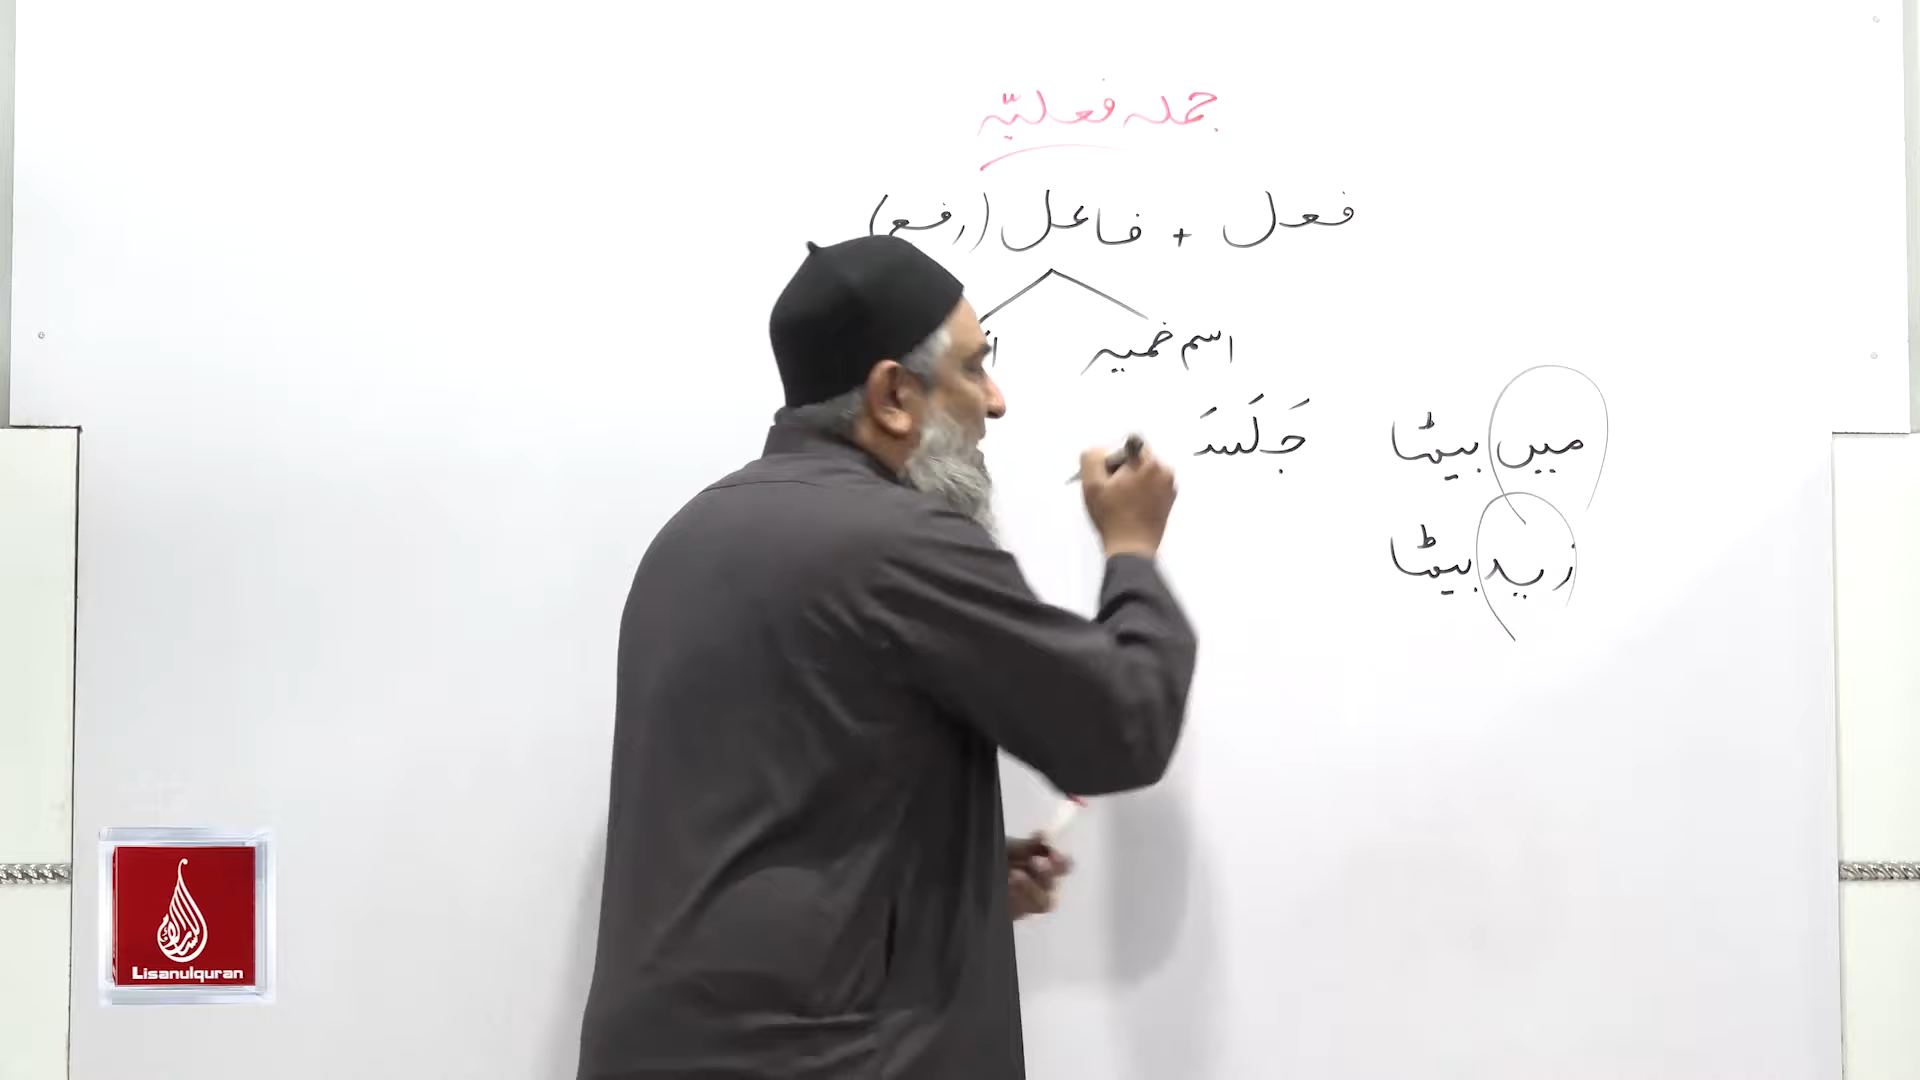 جملہ فعلیّہ
فعل + فاعل (رفع)
اسم ضمیر
میں بیٹھا جَلَسَ
زید بیٹھا
Lisanulquran